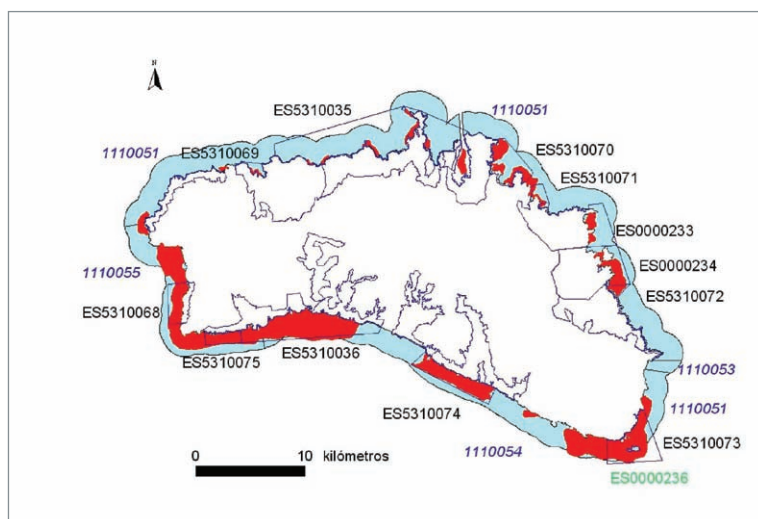 N
ES5310035
1110051
1110051
ES5310069
ES5310070
ES5310071
ES0000233
ES0000234
1110055
ES5310072
ES5310068
ES5310075
ES5310036
1110053
ES5310074
1110051
ES5310073
1110054
0 10 kilómetros
ES0000236